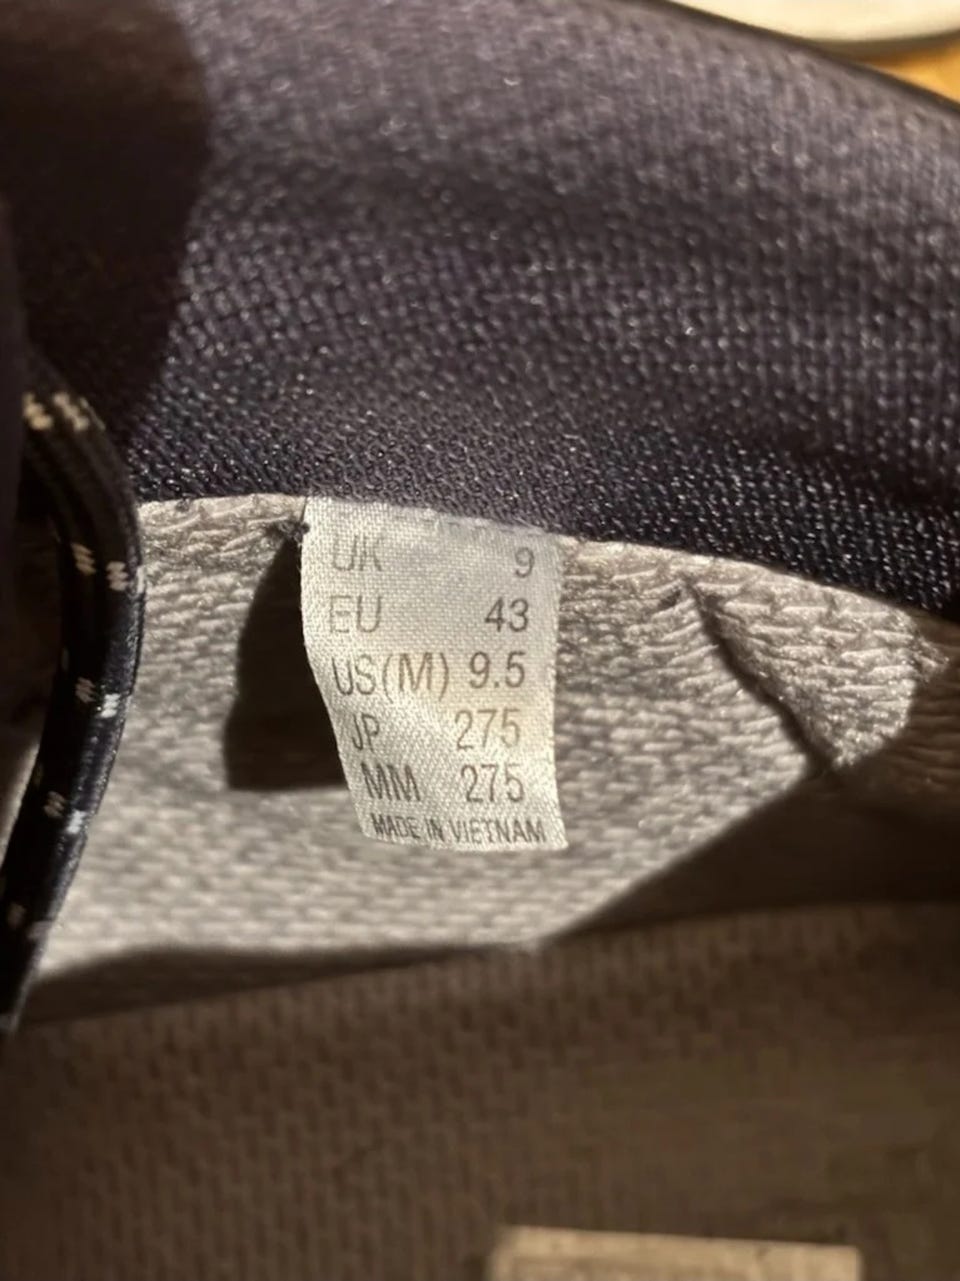 UK 9
EU 43
US(M) 9.5
JP 275
MM 275
MADE IN VIETNAM